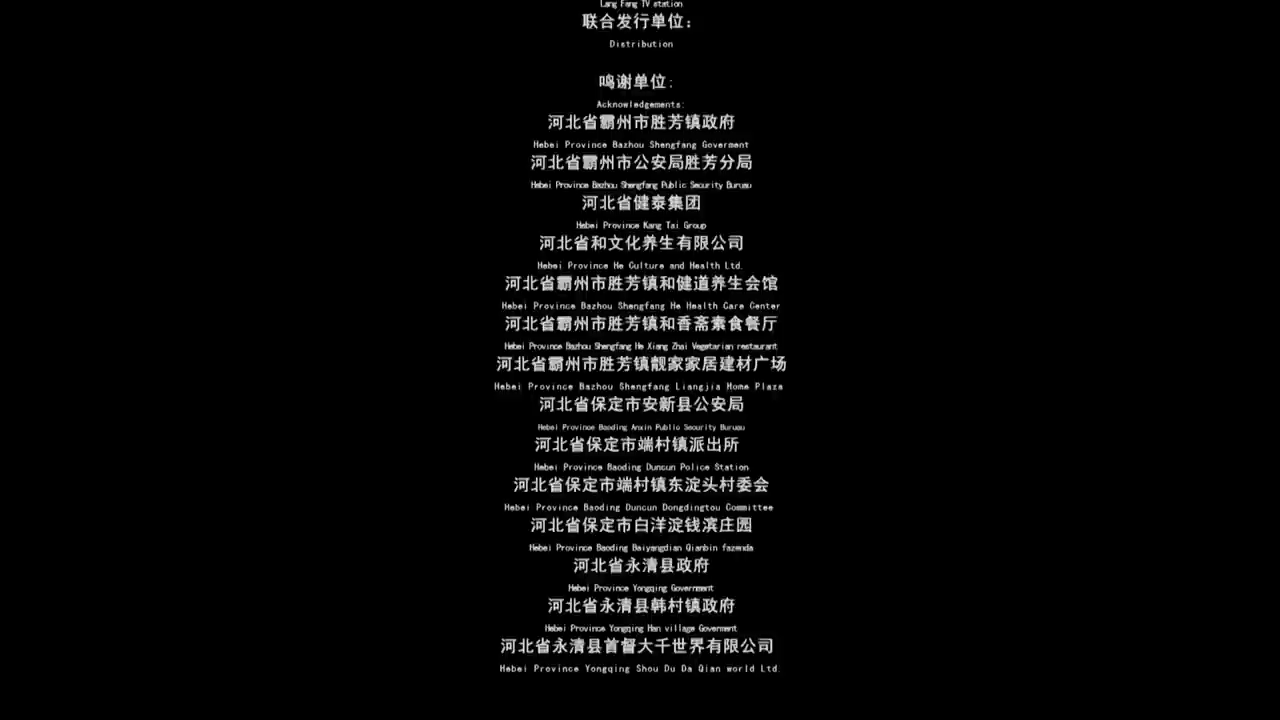 Lang Fang TV station
联合发行单位：
Distribution
鸣谢单位：
Acknowledgements:
河北省霸州市胜芳镇政府
Hebei Province Bazhou Shengfang Goverment
河北省霸州市公安局胜芳分局
Hebei Province Bazhou Shengfang Public Security Buruau
河北省健泰集团
Hebei Province Kang Tai Group
河北省和文化养生有限公司
Hebei Province He Culture and Health Ltd.
河北省霸州市胜芳镇和健道养生会馆
Hebei Province Bazhou Shengfang He Health Care Center
河北省霸州市胜芳镇和香斋素食餐厅
Hebei Province Bazhou Shengfang He Xiang Zhai Vegetarian restaurant
河北省霸州市胜芳镇靓家家居建材广场
Hebei Province Bazhou Shengfang Liangjia Home Plaza
河北省保定市安新县公安局
Hebei Province Baoding Anxin Public Security Buruau
河北省保定市端村镇派出所
Hebei Province Baoding Duncun Police Station
河北省保定市端村镇东淀头村委会
Hebei Province Baoding Duncun Dongdingtou Committee
河北省保定市白洋淀钱滨庄园
Hebei Province Baoding Baiyangdian Qianbin fazenda
河北省永清县政府
Hebei Province Yongqing Government
河北省永清县韩村镇政府
Hebei Province Yongqing Han village Goverment
河北省永清县首督大千世界有限公司
Hebei Province Yongqing Shou Du Da Qian world Ltd.